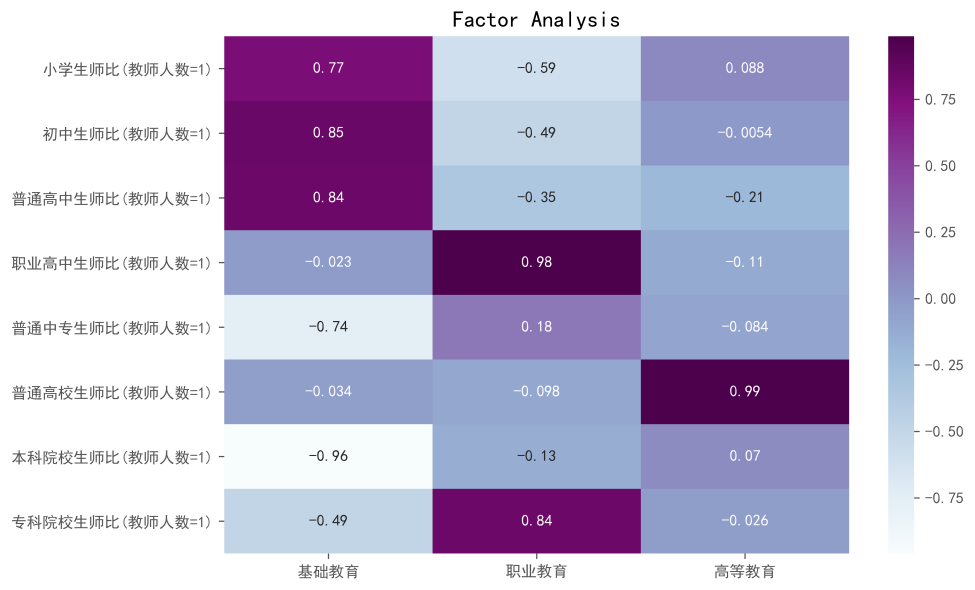 Factor Analysis
小学生师比(教师人数=1) 0.77 -0.59 0.088
初中生师比(教师人数=1) 0.85 -0.49 -0.0054
普通高中生师比(教师人数=1) 0.84 -0.35 -0.21
职业高中生师比(教师人数=1) -0.023 0.98 -0.11
普通中专生师比(教师人数=1) -0.74 0.18 -0.084
普通高校生师比(教师人数=1) -0.034 -0.098 0.99
本科院校生师比(教师人数=1) -0.96 -0.13 0.07
专科院校生师比(教师人数=1) -0.49 0.84 -0.026
基础教育 职业教育 高等教育
0.75
0.50
0.25
0.00
-0.25
-0.50
-0.75